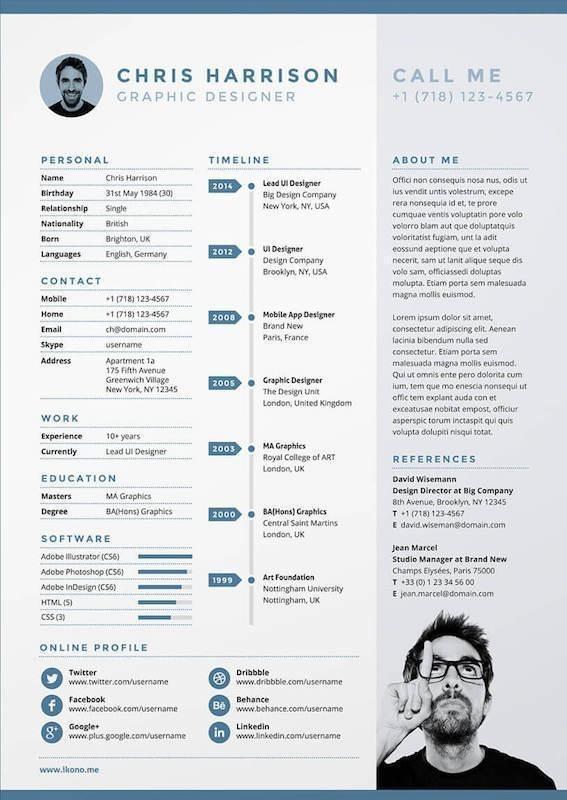 CHRIS HARRISON
GRAPHIC DESIGNER
CALL ME
+1 (718) 123-4567
PERSONAL
Name Chris Harrison
Birthday 31st May 1984 (30)
Relationship Single
Nationality British
Born Brighton, UK
Languages English, Germany
CONTACT
Mobile +1 (718) 123-4567
Home +1 (718) 123-4567
Email ch@domain.com
Skype username
Address Apartment 1a
175 Fifth Avenue
Greenwich Village
New York, NY 12345
WORK
Experience 10+ years
Currently Lead UI Designer
EDUCATION
Masters MA Graphics
Degree BA(Hons) Graphics
SOFTWARE
Adobe Illustrator (CS6)
Adobe Photoshop (CS6)
Adobe InDesign (CS6)
HTML (5)
CSS (3)
TIMELINE
2014 Lead UI Designer
Big Design Company
New York, NY, USA
2012 UI Designer
Design Company
Brooklyn, NY, USA
2008 Mobile App Designer
Brand New
Paris, France
2005 Graphic Designer
The Design Unit
London, United Kingdom
2003 MA Graphics
Royal College of ART
London, UK
2000 BA(Hons) Graphics
Central Saint Martins
London, UK
1999 Art Foundation
Nottingham University
Nottingham, UK
ONLINE PROFILE
Twitter
www.twitter.com/username
Facebook
www.facebook.com/username
Google+
www.plus.google.com/username
Dribbble
www.dribbble.com/username
Behance
www.behance.com/username
Linkedin
www.linkedin.com/username
www.ikono.me
ABOUT ME
Offici non consequis nosa nus, odis ut
ius vendit untis volestrum, excepe
rera nonsequia id et, te prorate
cumquae ventis voluptatin pore volo
volorro blam aut que doluptatquis
voloritatist fugiam, unt la adit
eossund aeptione que et volupta
necerit, sam ut lanit alique seque dis
volo sam, officiassedi doluptas
molupta. Etiam porta sem malesuada
magna mollis euismod.
Lorem ipsum dolor sit amet,
consectetur adipiscing elit. Aenean
lacinia bibendum nulla sed
consectetur. Etiam porta sem
malesuada magna mollis euismod.
Qui ut omnis ente pero dolorita cum
ium, tem que mo enescia nonsequi ut
offic tem explant auda con et
exceatusae nobitat empost, officiur
asperspic torum inctaspit qui quis
volupta dolupti nisqui totat.
REFERENCES
David Wisemann
Design Director at Big Company
8th Avenue, Brooklyn, NY 12345
T +1 (718) 123-4567
E david.wiseman@domain.com
Jean Marcel
Studio Manager at Brand New
Champs Elysées, Paris 75000
T +33 (0) 1 23 34 56 00
E jean.marcel@domain.com